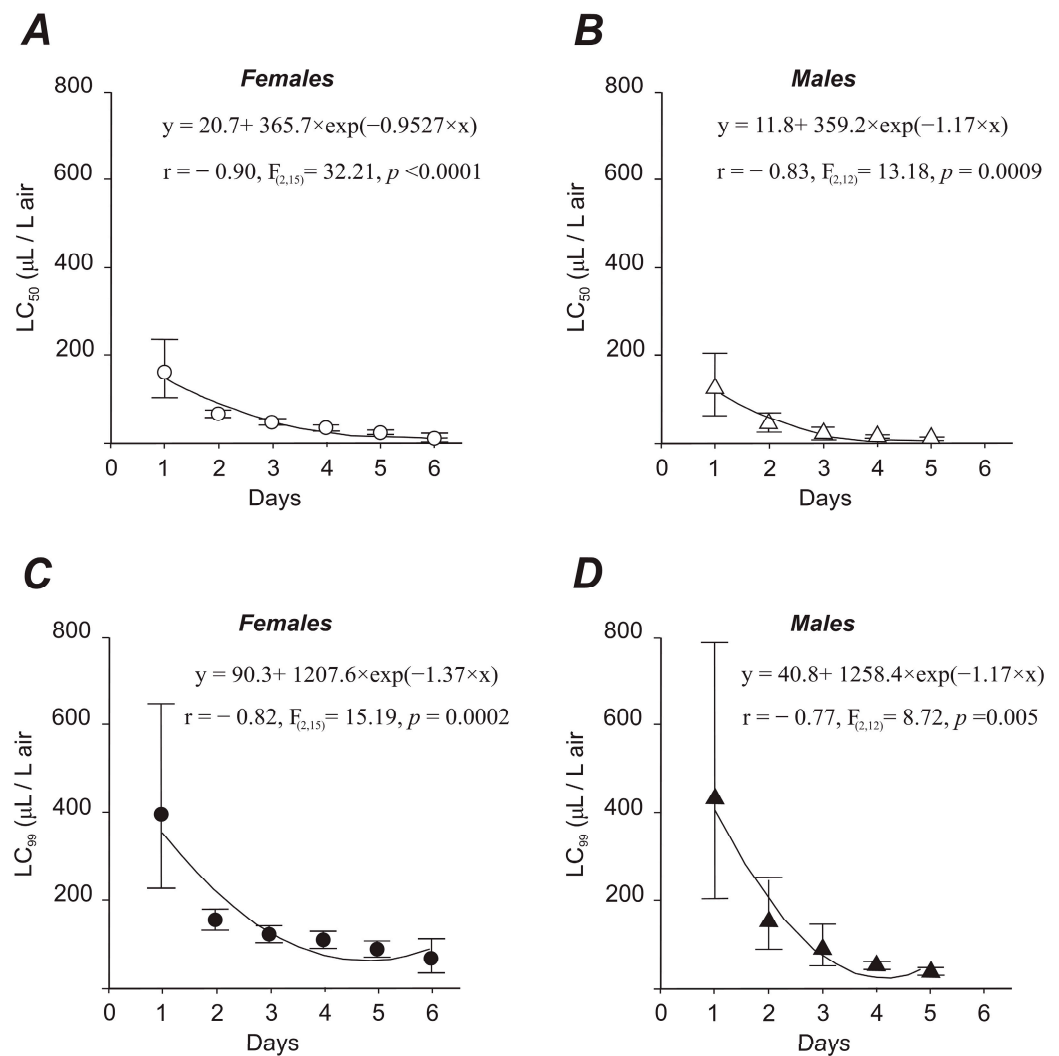 A
Females
y = 20.7+ 365.7×exp(−0.9527×x)
r = − 0.90, F(2,15)= 32.21, p <0.0001
800
600
400
200
LC50 (μL / L air
0 1 2 3 4 5 6
Days
B
Males
y = 11.8+ 359.2×exp(−1.17×x)
r = − 0.83, F(2,12)= 13.18, p = 0.0009
800
600
400
200
LC50 (μL / L air
0 1 2 3 4 5 6
Days
C
Females
y = 90.3+ 1207.6×exp(−1.37×x)
r = − 0.82, F(2,15)= 15.19, p = 0.0002
800
600
400
200
LC99 (μL / L air
0 1 2 3 4 5 6
Days
D
Males
y = 40.8+ 1258.4×exp(−1.17×x)
r = − 0.77, F(2,12)= 8.72, p =0.005
800
600
400
200
LC99 (μL / L air
0 1 2 3 4 5 6
Days